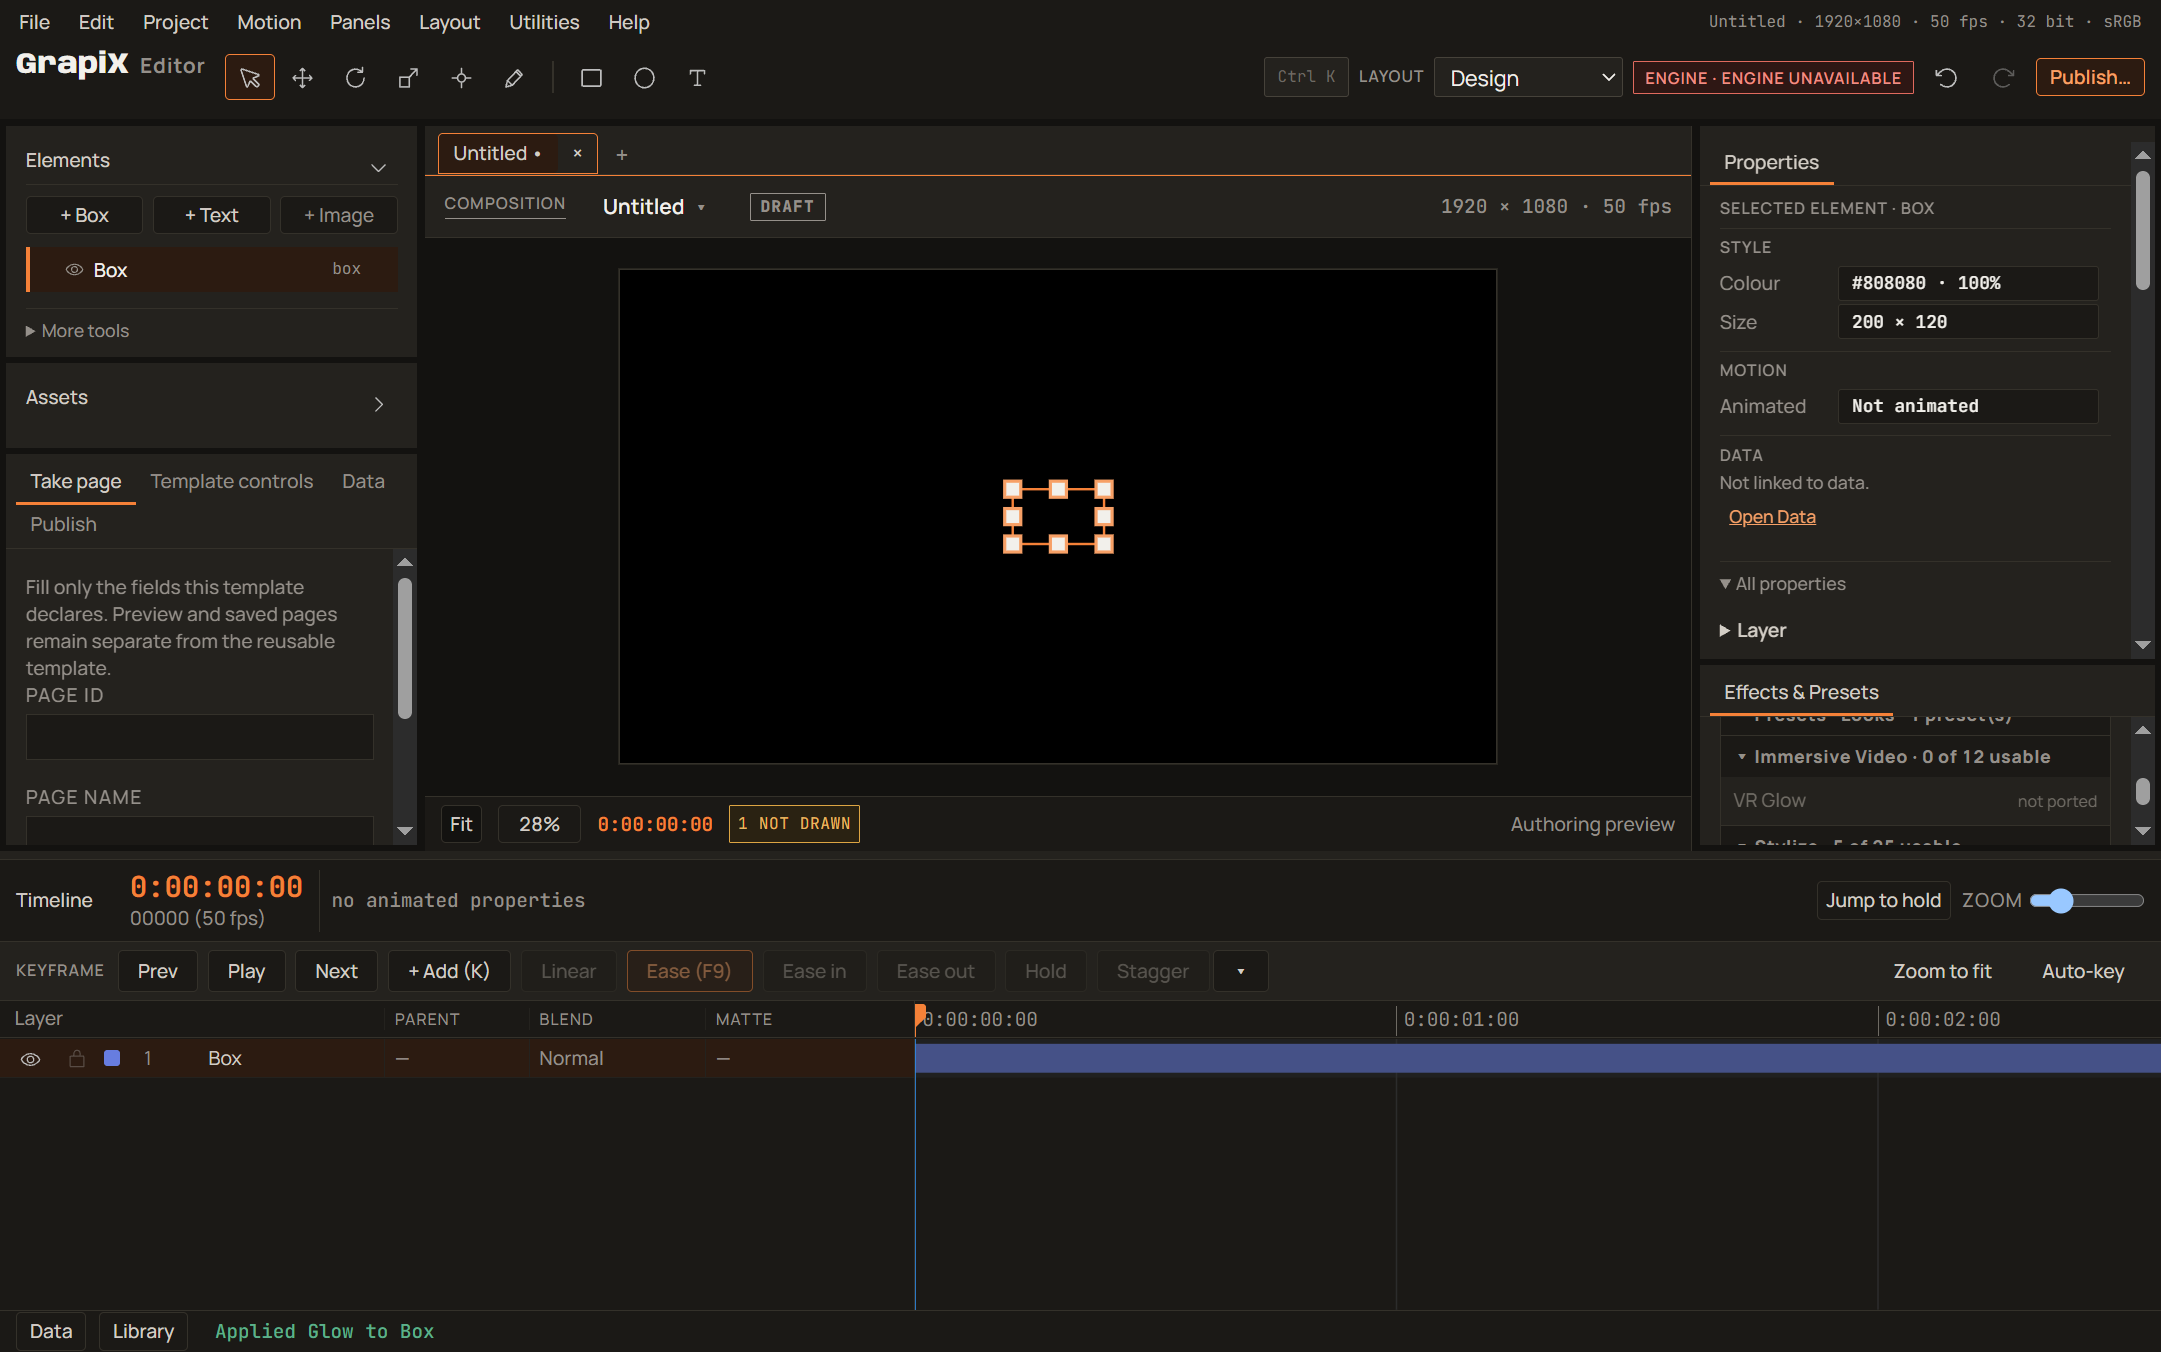 File Edit Project Motion Panels Layout Utilities Help
Untitled · 1920×1080 · 50 fps · 32 bit · sRGB
GrapiX Editor
T
Ctrl K
LAYOUT
Design
ENGINE · ENGINE UNAVAILABLE
Publish...
Elements
+ Box
+ Text
+ Image
Box
box
More tools
Assets
Take page
Template controls
Data
Publish
Fill only the fields this template
declares. Preview and saved pages
remain separate from the reusable
template.
PAGE ID
PAGE NAME
Untitled •
×
+
COMPOSITION
Untitled
DRAFT
1920 × 1080 · 50 fps
Fit
28%
0:00:00:00
1 NOT DRAWN
Authoring preview
Properties
SELECTED ELEMENT · BOX
STYLE
Colour
#808080 · 100%
Size
200 × 120
MOTION
Animated
Not animated
DATA
Not linked to data.
Open Data
All properties
Layer
Effects & Presets
Immersive Video · 0 of 12 usable
VR Glow
not ported
Timeline
0:00:00:00
00000 (50 fps)
no animated properties
Jump to hold
ZOOM
KEYFRAME
Prev
Play
Next
+ Add (K)
Linear
Ease (F9)
Ease in
Ease out
Hold
Stagger
Zoom to fit
Auto-key
Layer
PARENT
BLEND
MATTE
0:00:00:00
0:00:01:00
0:00:02:00
1
Box
—
Normal
—
Data
Library
Applied Glow to Box